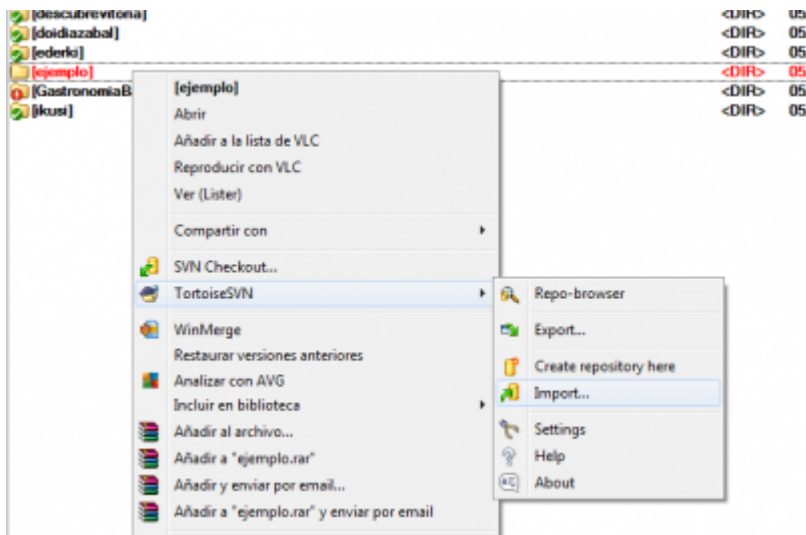 [descubrevitoria] <DIR> 05
[doidiazabal] <DIR> 05
[ederki] <DIR> 05
[ejemplo] <DIR> 05
[GastronomiaB <DIR> 05
[ikusi] <DIR> 05
[ejemplo]
Abrir
Añadir a la lista de VLC
Reproducir con VLC
Ver (Lister)
Compartir con
SVN Checkout...
TortoiseSVN
WinMerge
Restaurar versiones anteriores
Analizar con AVG
Incluir en biblioteca
Añadir al archivo...
Añadir a "ejemplo.rar"
Añadir y enviar por email...
Añadir a "ejemplo.rar" y enviar por email
Repo-browser
Export...
Create repository here
Import...
Settings
Help
About